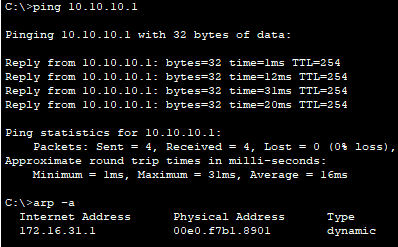 C:\>ping 10.10.10.1
Pinging 10.10.10.1 with 32 bytes of data:
Reply from 10.10.10.1: bytes=32 time=1ms TTL=254
Reply from 10.10.10.1: bytes=32 time=12ms TTL=254
Reply from 10.10.10.1: bytes=32 time=31ms TTL=254
Reply from 10.10.10.1: bytes=32 time=20ms TTL=254
Ping statistics for 10.10.10.1:
Packets: Sent = 4, Received = 4, Lost = 0 (0% loss),
Approximate round trip times in milli-seconds:
Minimum = 1ms, Maximum = 31ms, Average = 16ms
C:\>arp -a
Internet Address Physical Address Type
172.16.31.1 00e0.f7b1.8901 dynamic